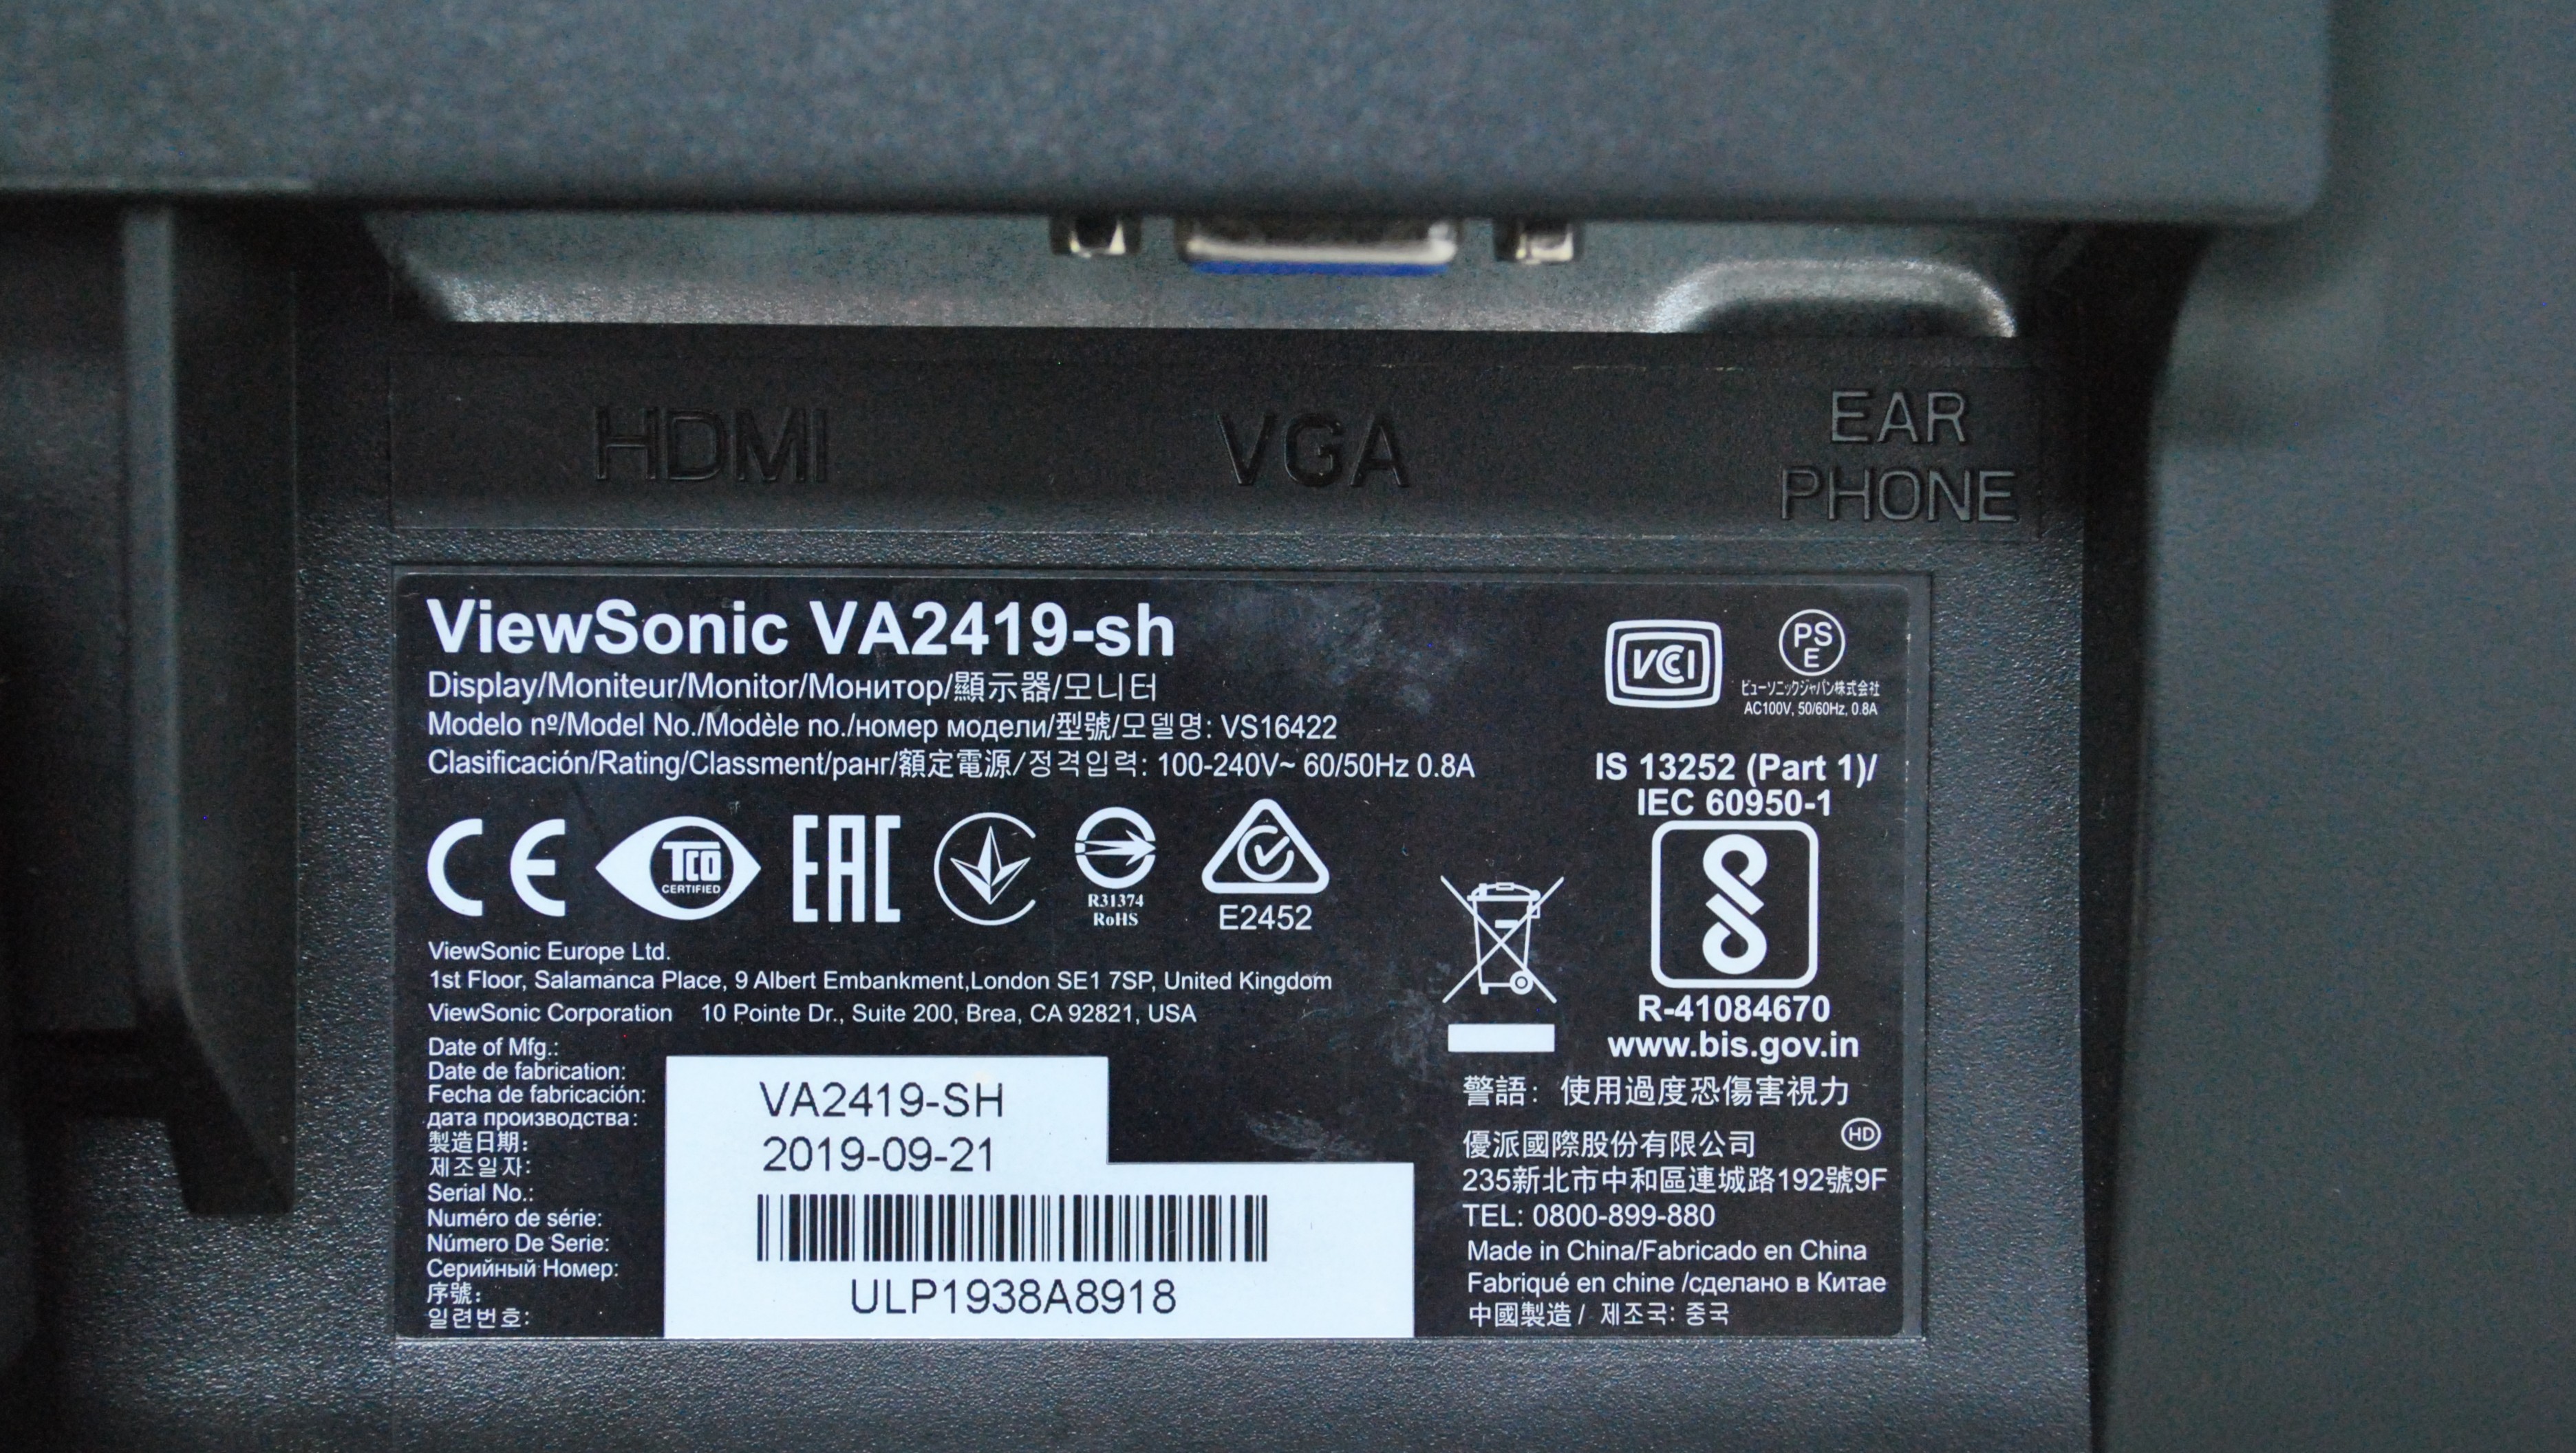 HDMI
VGA
EAR
PHONE
ViewSonic VA2419-sh
Display/Moniteur/Monitor/Монитор/顯示器/모니터
Modelo nº/Model No./Modèle no./номер модели/型號/모델명: VS16422
Clasificación/Rating/Classment/ранг/額定電源/정격입력: 100-240V~ 60/50Hz 0.8A
VCCI
PS
E
ビューソニックジャパン株式会社
AC100V, 50/60Hz, 0.8A
IS 13252 (Part 1)/
IEC 60950-1
CE
TCO
CERTIFIED
EAC
R31374
RoHS
E2452
R-41084670
www.bis.gov.in
ViewSonic Europe Ltd.
1st Floor, Salamanca Place, 9 Albert Embankment,London SE1 7SP, United Kingdom
ViewSonic Corporation 10 Pointe Dr., Suite 200, Brea, CA 92821, USA
Date of Mfg.:
Date de fabrication:
Fecha de fabricación:
дата производства:
製造日期:
제조일자:
Serial No.:
Numéro de série:
Número De Serie:
Серийный Номер:
序號:
일련번호:
VA2419-SH
2019-09-21
ULP1938A8918
警語: 使用過度恐傷害視力
優派國際股份有限公司
HD
235新北市中和區連城路192號9F
TEL: 0800-899-880
Made in China/Fabricado en China
Fabriqué en chine /сделано в Китае
中國製造/ 제조국: 중국